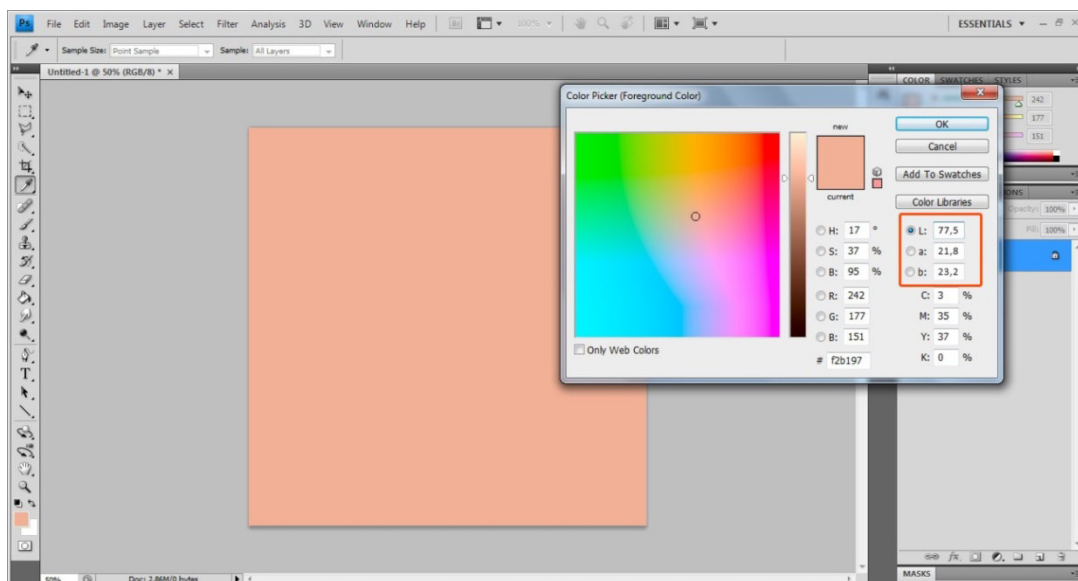 Ps File Edit Image Layer Select Filter Analysis 3D View Window Help Br 100% ESSENTIALS
Sample Size: Point Sample Sample: All Layers
Untitled-1 @ 50% (RGB/8) * ×
COLOR SWATCHES STYLES
242
177
151
Opacity: 100%
Fill: 100%
Color Picker (Foreground Color)
new
current
OK
Cancel
Add To Swatches
Color Libraries
H: 17 °
S: 37 %
B: 95 %
R: 242
G: 177
B: 151
# f2b197
L: 77,5
a: 21,8
b: 23,2
C: 3 %
M: 35 %
Y: 37 %
K: 0 %
Only Web Colors
T
50% Doc: 2.86M/0 bytes
fx.
MASKS